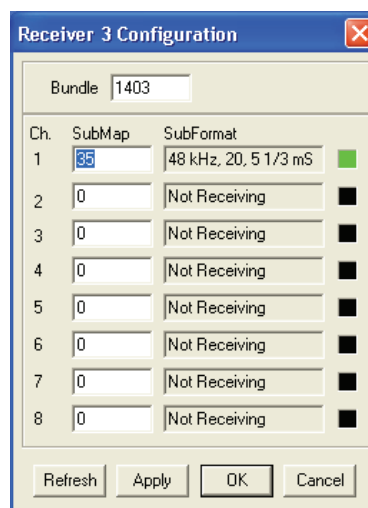 Receiver 3 Configuration
Bundle 1403
Ch. SubMap SubFormat
1 35 48 kHz, 20, 5 1/3 mS
2 0 Not Receiving
3 0 Not Receiving
4 0 Not Receiving
5 0 Not Receiving
6 0 Not Receiving
7 0 Not Receiving
8 0 Not Receiving
Refresh Apply OK Cancel